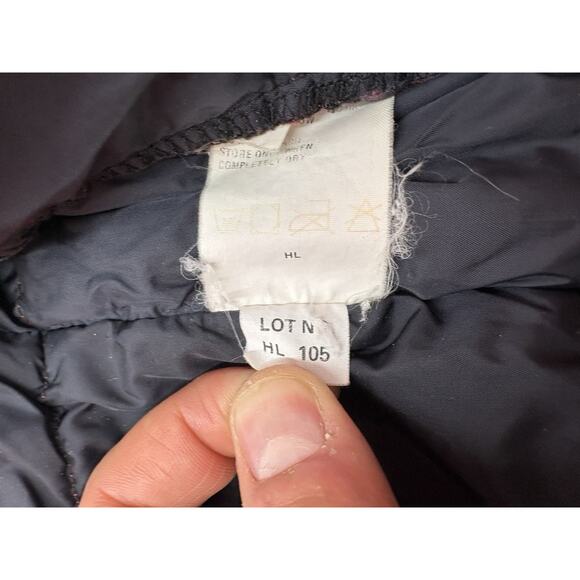 STORE ONLY WHEN
COMPLETELY DRY
HL
LOT N
HL 105